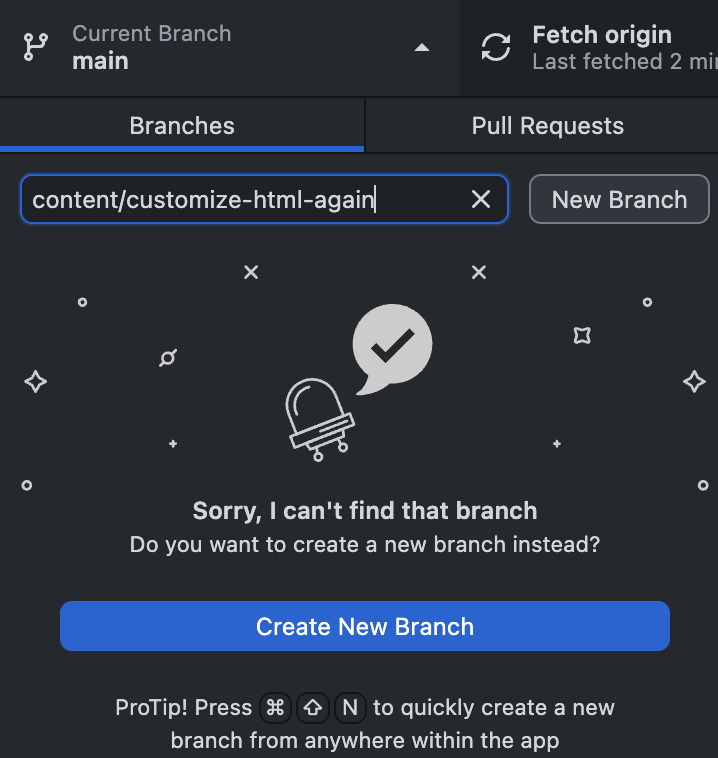 Current Branch
main
Fetch origin
Last fetched 2
Branches
Pull Requests
content/customize-html-again
New Branch
Sorry, I can't find that branch
Do you want to create a new branch instead?
Create New Branch
ProTip! Press ⌘ ⇧ N to quickly create a new
branch from anywhere within the app